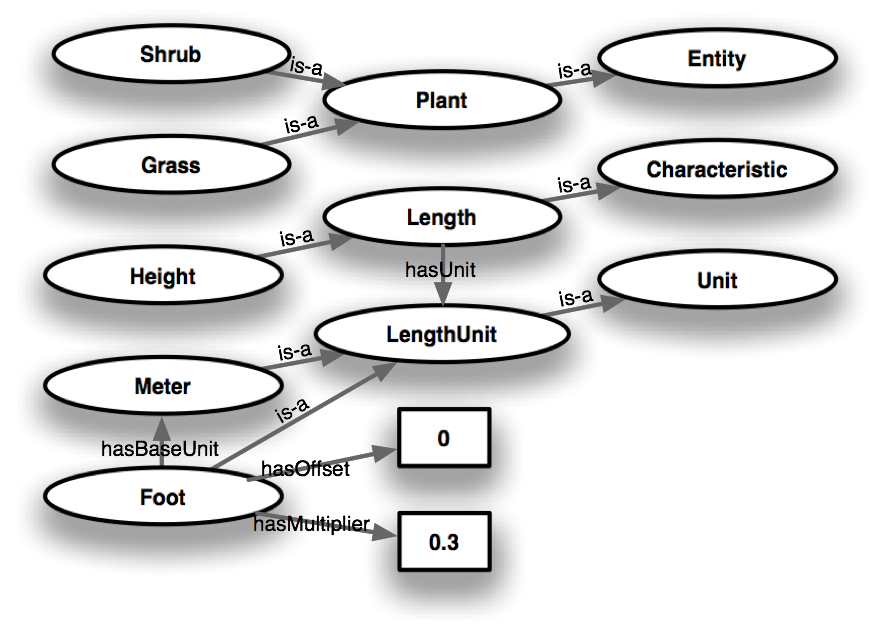 Shrub
is-a
Plant
is-a
Entity
Grass
is-a
Height
is-a
Length
is-a
Characteristic
hasUnit
LengthUnit
is-a
Unit
Meter
is-a
is-a
hasBaseUnit
Foot
hasOffset
0
hasMultiplier
0.3